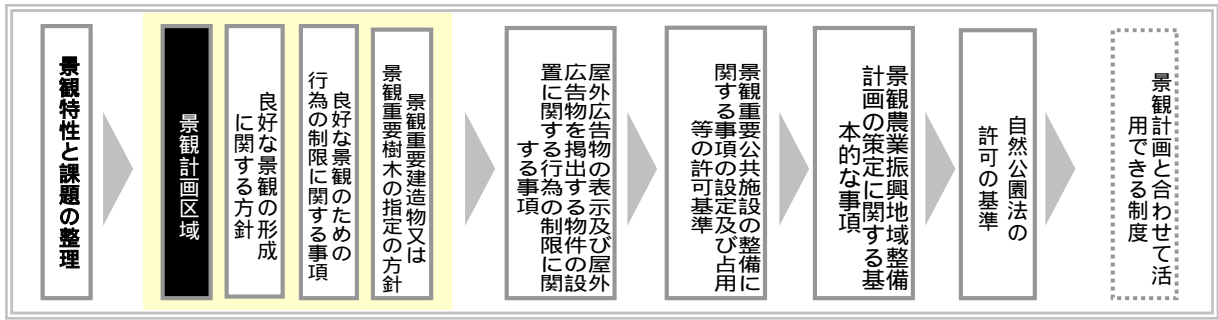 景観特性と課題の整理
景観計画区域
良好な景観の形成
に関する方針
良好な景観のための
行為の制限に関する事項
景観重要建造物又は
景観重要樹木の指定の方針
屋外広告物の表示及び屋外
広告物を掲出する物件の設
置に関する行為の制限に関
する事項
景観重要公共施設の整備に
関する事項の設定及び占用
等の許可基準
景観農業振興地域整備
計画の策定に関する基
本的な事項
自然公園法の
許可の基準
景観計画と合わせて活
用できる制度